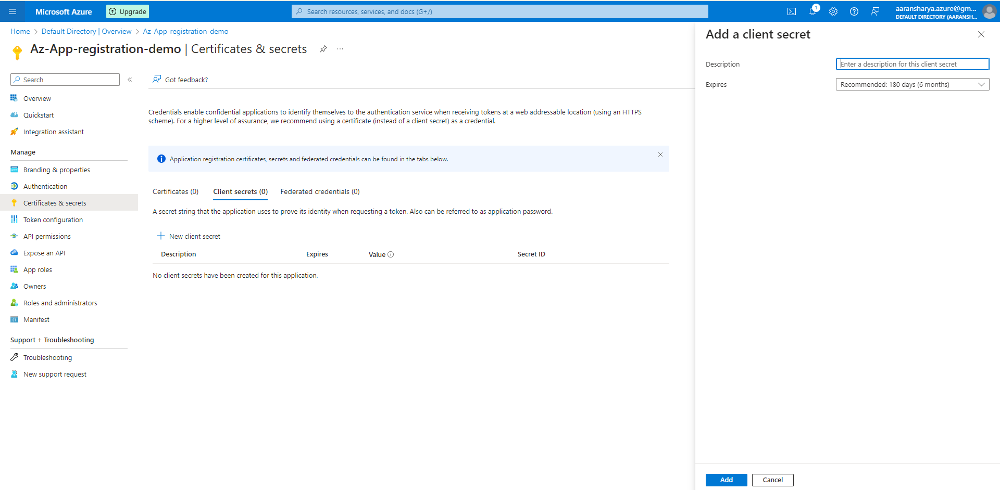 Microsoft Azure
Upgrade
Search resources, services, and docs (G+/)
1
aaransharya.azure@gm...
DEFAULT DIRECTORY (AARANSH...
Home > Default Directory | Overview > Az-App-registration-demo
Az-App-registration-demo | Certificates & secrets
...
Search
«
Overview
Quickstart
Integration assistant
Manage
Branding & properties
Authentication
Certificates & secrets
Token configuration
API permissions
Expose an API
App roles
Owners
Roles and administrators
Manifest
Support + Troubleshooting
Troubleshooting
New support request
Got feedback?
Credentials enable confidential applications to identify themselves to the authentication service when receiving tokens at a web addressable location (using an HTTPS
scheme). For a higher level of assurance, we recommend using a certificate (instead of a client secret) as a credential.
Application registration certificates, secrets and federated credentials can be found in the tabs below.
Certificates (0) Client secrets (0) Federated credentials (0)
A secret string that the application uses to prove its identity when requesting a token. Also can be referred to as application password.
New client secret
Description Expires Value Secret ID
No client secrets have been created for this application.
Add a client secret
Description Enter a description for this client secret
Expires Recommended: 180 days (6 months)
Add Cancel